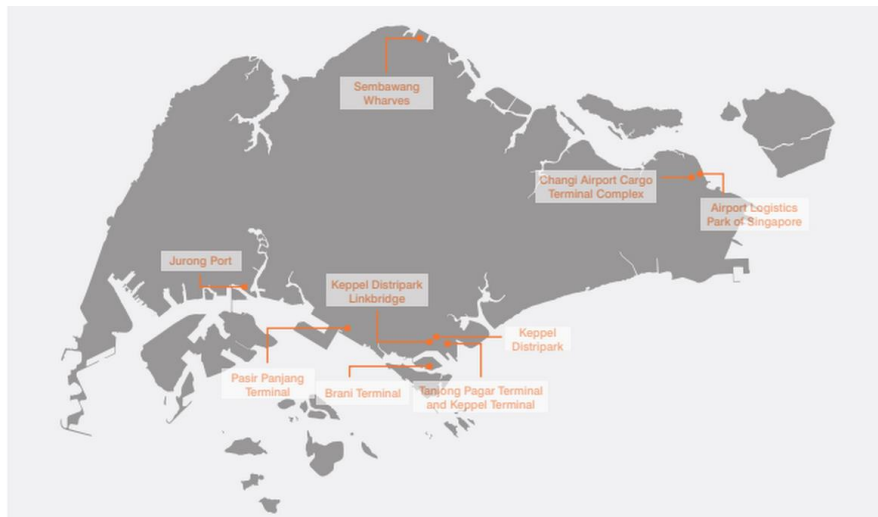 Sembawang
Wharves
Changi Airport Cargo
Terminal Complex
Airport Logistics
Park of Singapore
Jurong Port
Keppel Distripark
Linkbridge
Keppel
Distripark
Pasir Panjang
Terminal
Brani Terminal
Tanjong Pagar Terminal
and Keppel Terminal